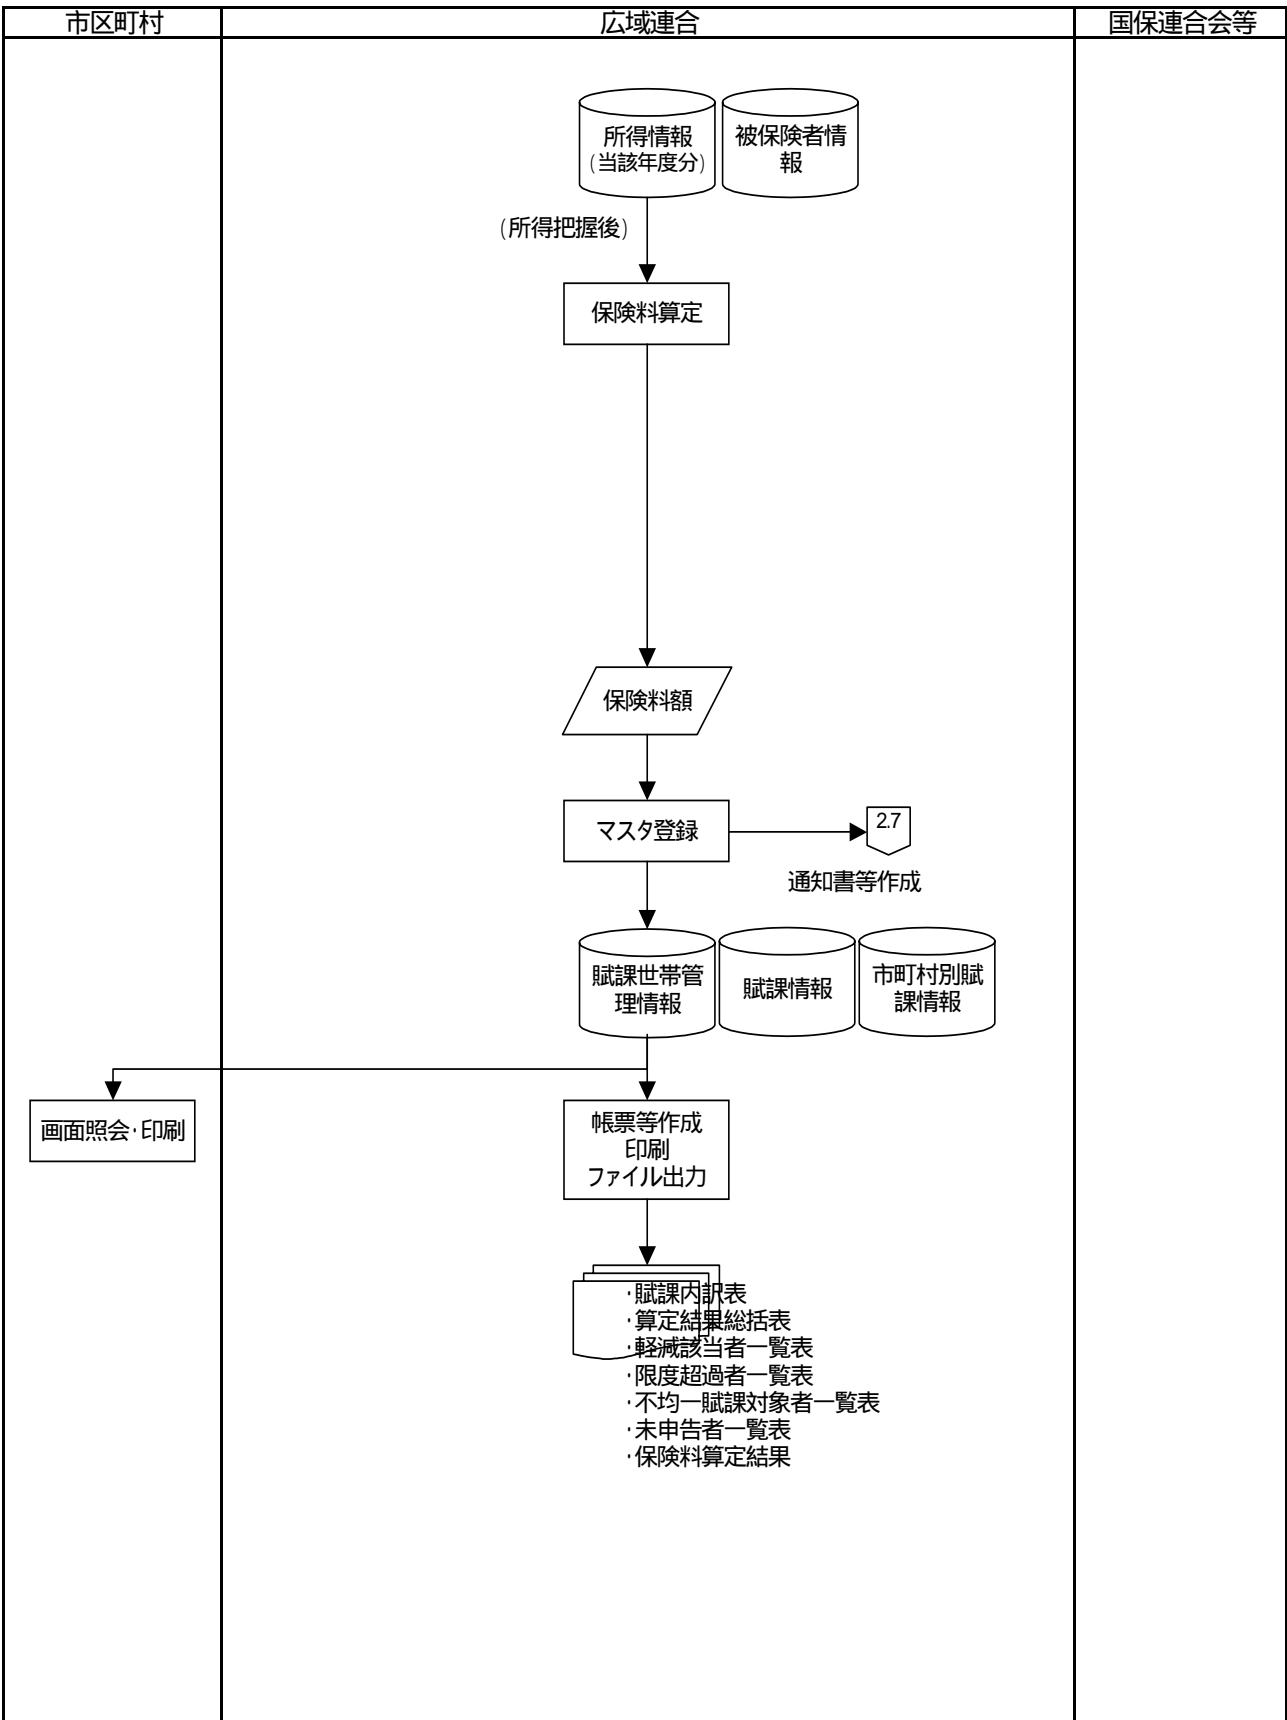 市区町村
広域連合
国保連合会等
所得情報
(当該年度分)
被保険者情
報
(所得把握後)
保険料算定
保険料額
マスタ登録
2.7
通知書等作成
賦課世帯管
理情報
賦課情報
市町村別賦
課情報
画面照会・印刷
帳票等作成
印刷
ファイル出力
・賦課内訳表
・算定結果総括表
・軽減該当者一覧表
・限度超過者一覧表
・不均一賦課対象者一覧表
・未申告者一覧表
・保険料算定結果